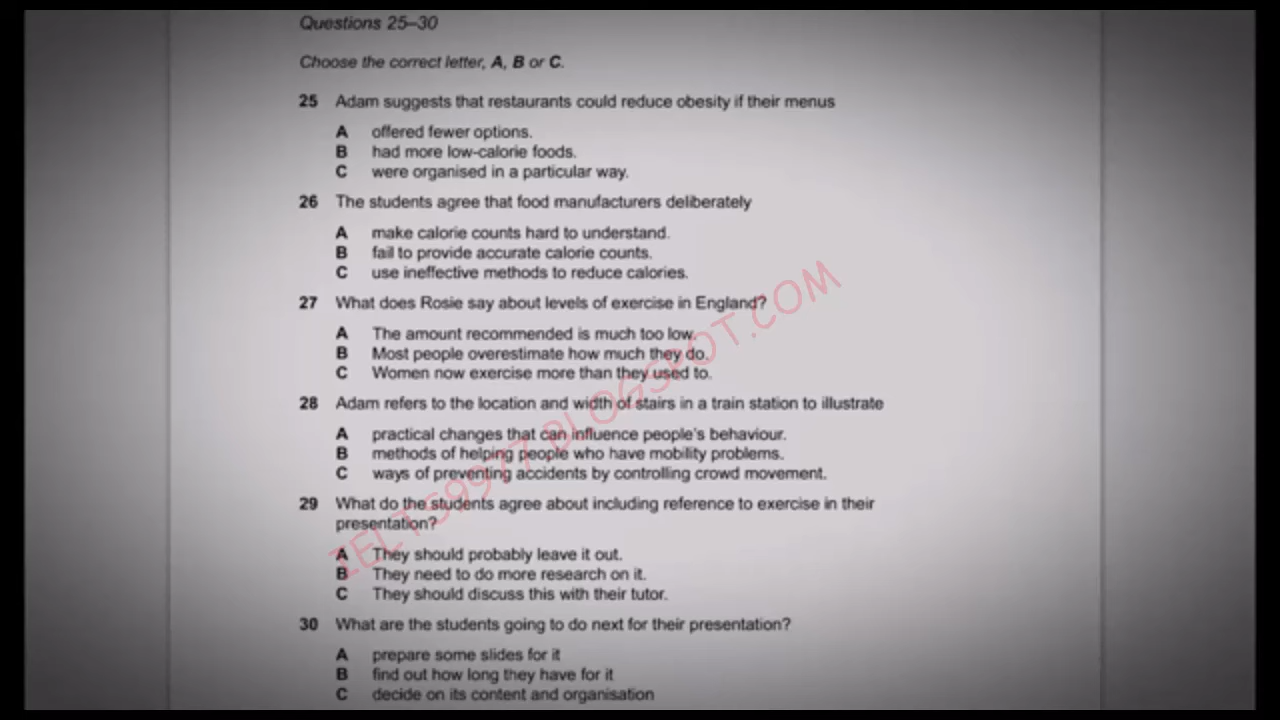 Questions 25–30
Choose the correct letter, A, B or C.
25 Adam suggests that restaurants could reduce obesity if their menus
A offered fewer options.
B had more low-calorie foods.
C were organised in a particular way.
26 The students agree that food manufacturers deliberately
A make calorie counts hard to understand.
B fail to provide accurate calorie counts.
C use ineffective methods to reduce calories.
27 What does Rosie say about levels of exercise in England?
A The amount recommended is much too low.
B Most people overestimate how much they do.
C Women now exercise more than they used to.
28 Adam refers to the location and width of stairs in a train station to illustrate
A practical changes that can influence people's behaviour.
B methods of helping people who have mobility problems.
C ways of preventing accidents by controlling crowd movement.
29 What do the students agree about including reference to exercise in their
presentation?
A They should probably leave it out.
B They need to do more research on it.
C They should discuss this with their tutor.
30 What are the students going to do next for their presentation?
A prepare some slides for it
B find out how long they have for it
C decide on its content and organisation
IELTS9977.BLOGSPOT.COM